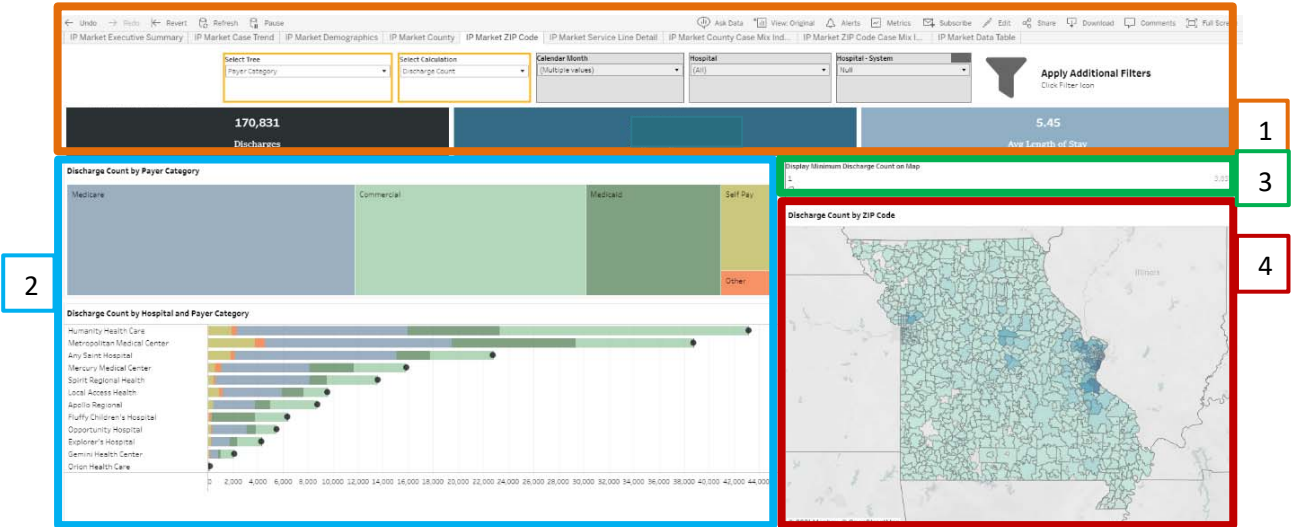 Undo Redo Revert Refresh Pause Ask Data View: Original Alerts Metrics Subscribe Edit Share Download Comments Full Screen
IP Market Executive Summary IP Market Case Trend IP Market Demographics IP Market County IP Market ZIP Code IP Market Service Line Detail IP Market County Case Mix Ind... IP Market ZIP Code Case Mix I... IP Market Data Table
Select Tree Select Calculation Calendar Month Hospital Hospital - System
Payer Category Discharge Count (Multiple values) (All) Null
Apply Additional Filters
Click Filter Icon
170,831 5.45
Discharges Avg Length of Stay
1
Discharge Count by Payer Category
Medicare Commercial Medicaid Self Pay
Other
2
Discharge Count by Hospital and Payer Category
Humanity Health Care
Metropolitan Medical Center
Any Saint Hospital
Mercury Medical Center
Spirit Regional Health
Local Access Health
Apollo Regional
Fluffy Children's Hospital
Opportunity Hospital
Explorer's Hospital
Gemini Health Center
Orion Health Care
0 2,000 4,000 6,000 8,000 10,000 12,000 14,000 16,000 18,000 20,000 22,000 24,000 26,000 28,000 30,000 32,000 34,000 36,000 38,000 40,000 42,000 44,000
Display Minimum Discharge Count on Map
1
3
Discharge Count by ZIP Code
Illinois
4